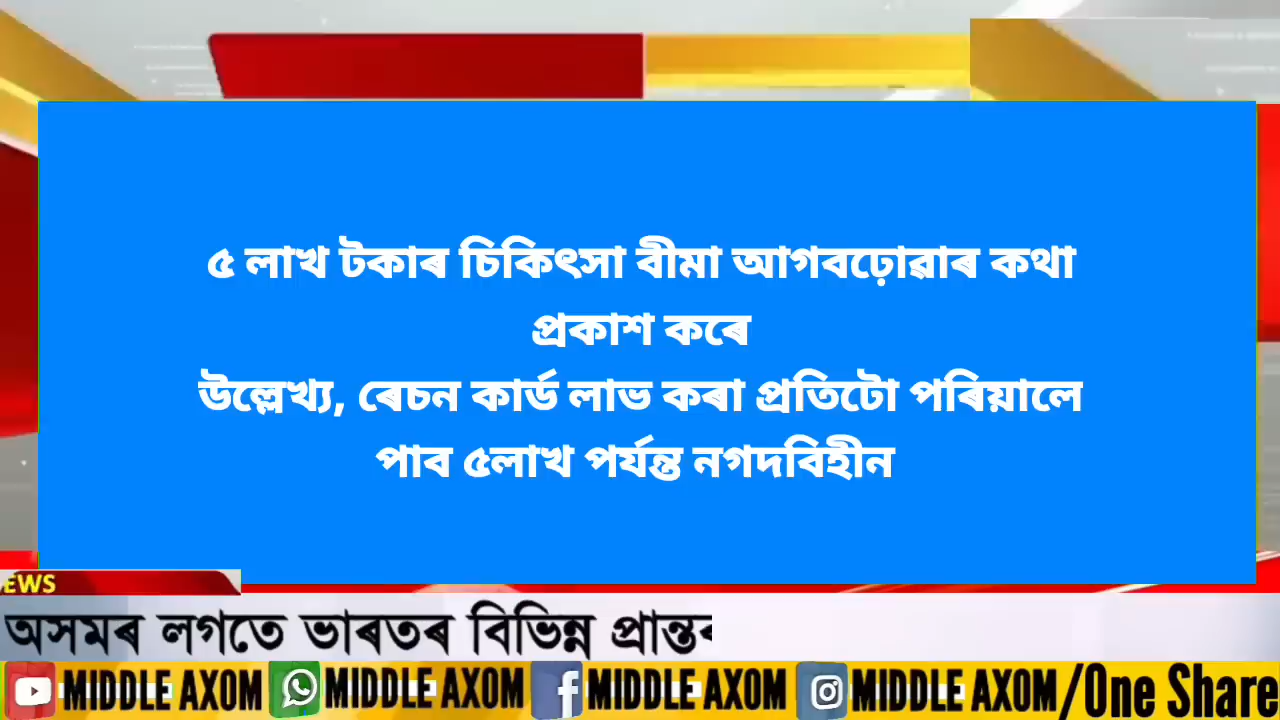 ৫ লাখ টকাৰ চিকিৎসা বীমা আগবঢ়োৱাৰ কথা
প্ৰকাশ কৰে
উল্লেখ্য, ৰেচন কাৰ্ড লাভ কৰা প্ৰতিটো পৰিয়ালে
পাব ৫লাখ পৰ্যন্ত নগদবিহীন
EWS
অসমৰ লগতে ভাৰতৰ বিভিন্ন
MIDDLE AXOM MIDDLE AXOM MIDDLE AXOM MIDDLE AXOM/One Share